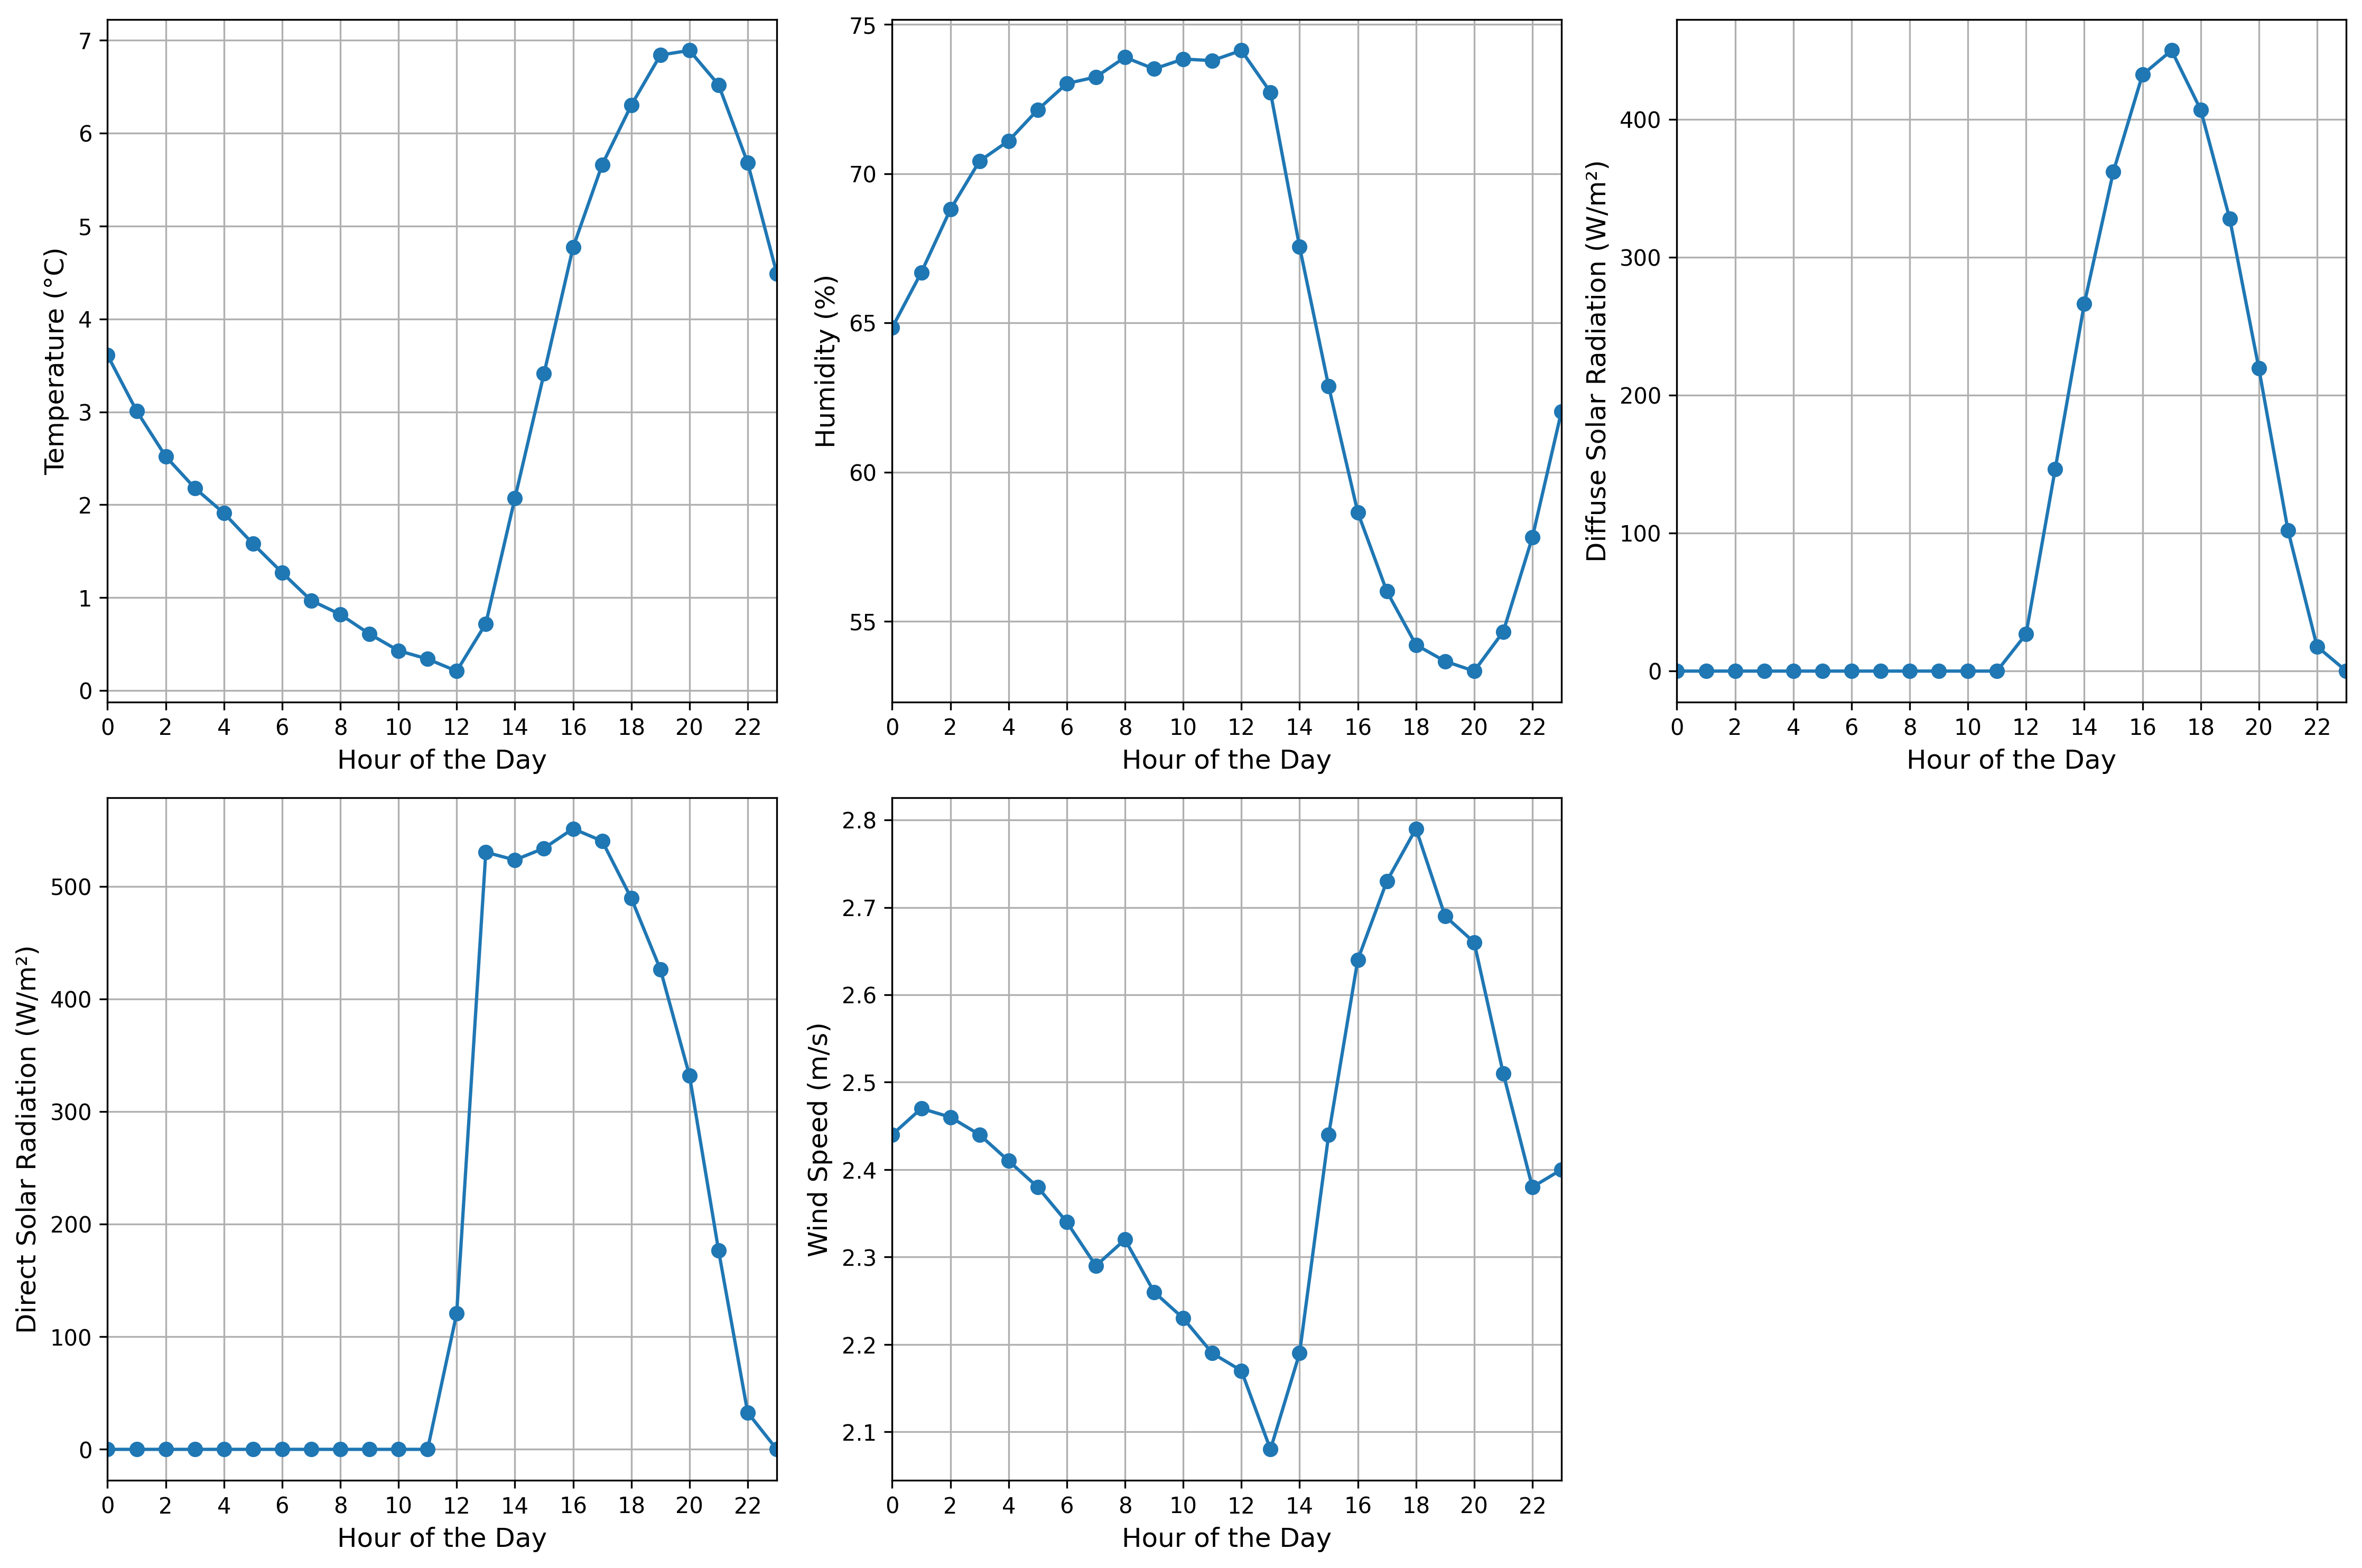 7
6
5
4
3
2
1
0
Temperature (°C)
0 2 4 6 8 10 12 14 16 18 20 22
Hour of the Day
75
70
65
60
55
Humidity (%)
0 2 4 6 8 10 12 14 16 18 20 22
Hour of the Day
400
300
200
100
0
Diffuse Solar Radiation (W/m²)
0 2 4 6 8 10 12 14 16 18 20 22
Hour of the Day
500
400
300
200
100
0
Direct Solar Radiation (W/m²)
0 2 4 6 8 10 12 14 16 18 20 22
Hour of the Day
2.8
2.7
2.6
2.5
2.4
2.3
2.2
2.1
Wind Speed (m/s)
0 2 4 6 8 10 12 14 16 18 20 22
Hour of the Day